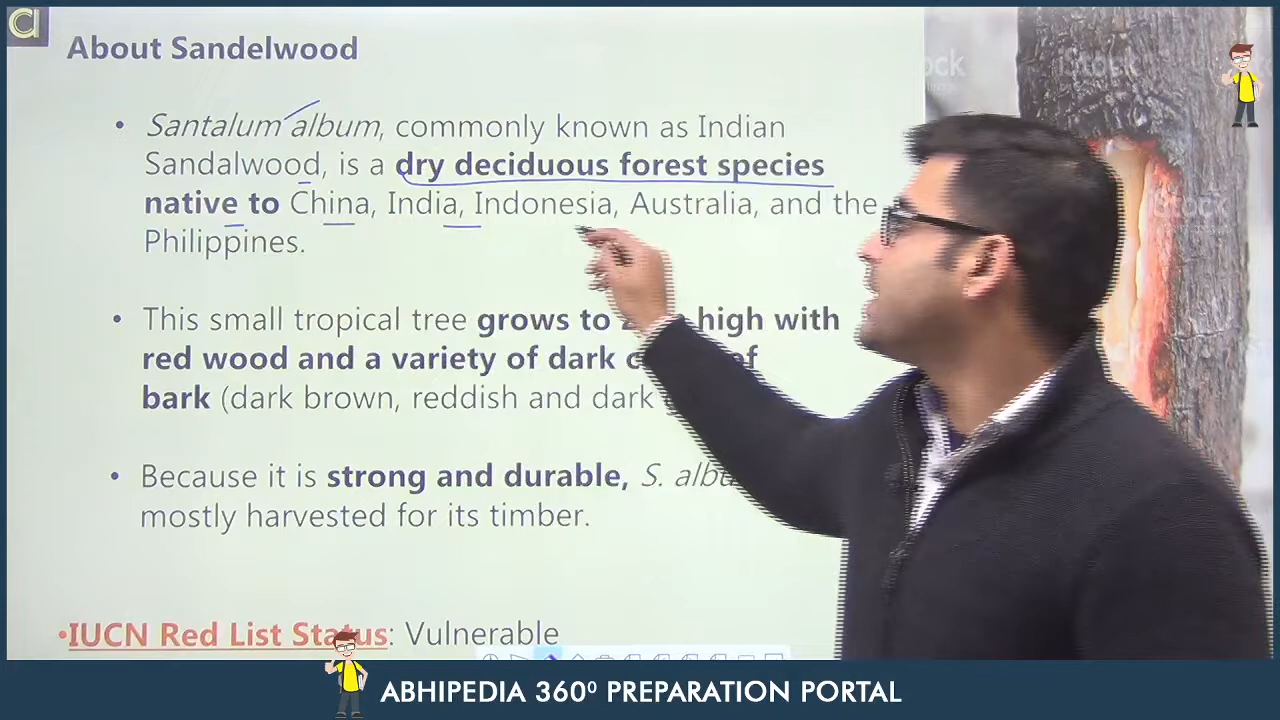 About Sandelwood
• Santalum album, commonly known as Indian
Sandalwood, is a dry deciduous forest species
native to China, India, Indonesia, Australia, and the
Philippines.
• This small tropical tree grows to high with
red wood and a variety of dark of
bark (dark brown, reddish and dark
• Because it is strong and durable, S.
mostly harvested for its timber.
•IUCN Red List Status: Vulnerable
ABHIPEDIA 360⁰ PREPARATION PORTAL
iStock
iStock